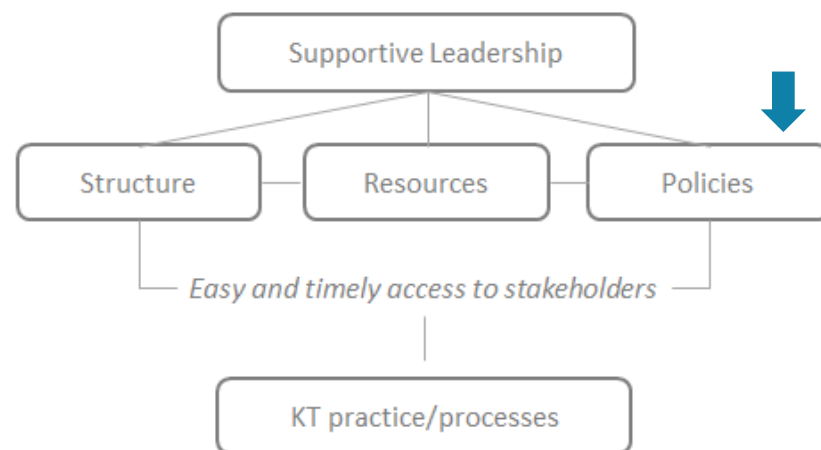 Supportive Leadership
Structure
Resources
Policies
Easy and timely access to stakeholders
KT practice/processes